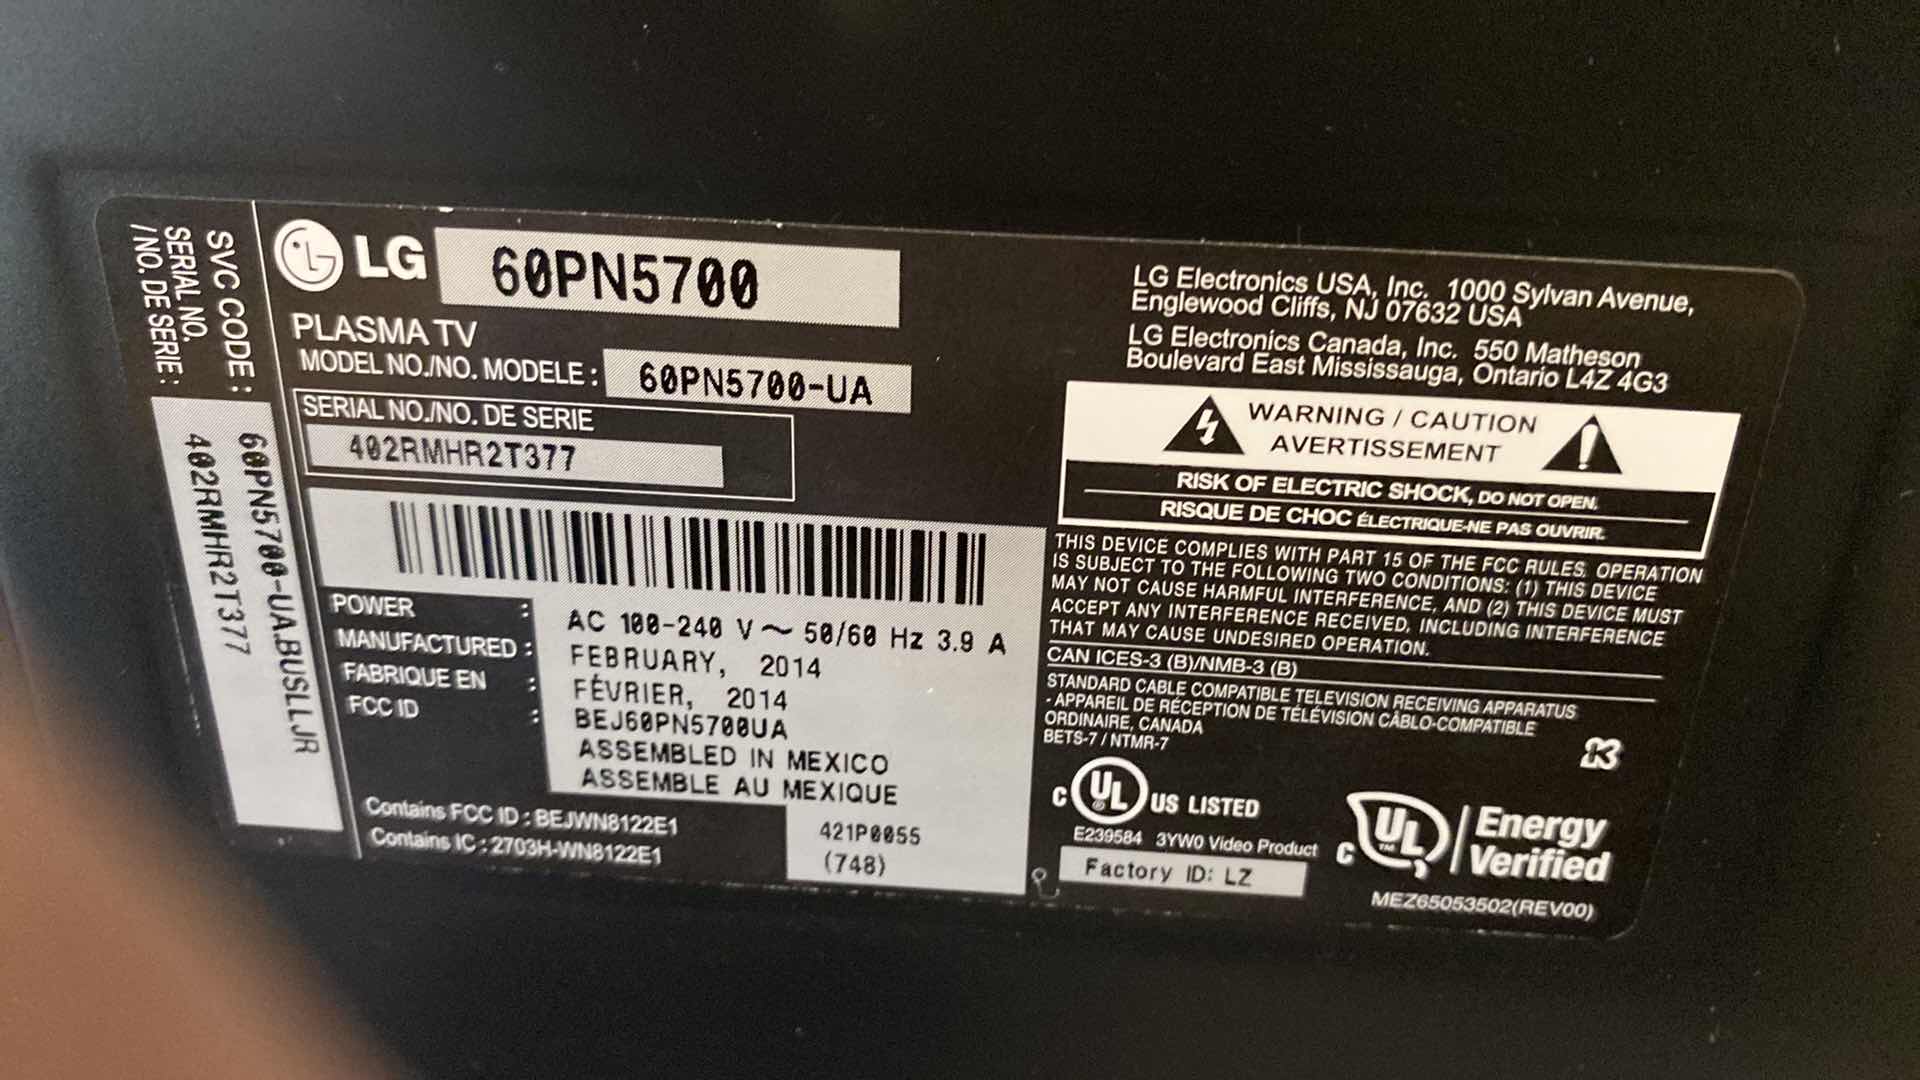 LG 60PN5700
PLASMA TV
MODEL NO./NO. MODELE : 60PN5700-UA
SERIAL NO./NO. DE SERIE
402RMHR2T377
POWER : AC 100-240 V ~ 50/60 Hz 3.9 A
MANUFACTURED : FEBRUARY, 2014
FABRIQUE EN : FÉVRIER, 2014
FCC ID : BEJ60PN5700UA
ASSEMBLED IN MEXICO
ASSEMBLE AU MEXIQUE
Contains FCC ID : BEJWN8122E1
Contains IC : 2703H-WN8122E1
421P0055
(748)
SVC CODE : 60PN5700-UA.BUSLLJR
SERIAL NO.
/ NO. DE SERIE : 402RMHR2T377
LG Electronics USA, Inc. 1000 Sylvan Avenue,
Englewood Cliffs, NJ 07632 USA
LG Electronics Canada, Inc. 550 Matheson
Boulevard East Mississauga, Ontario L4Z 4G3
WARNING / CAUTION
AVERTISSEMENT
RISK OF ELECTRIC SHOCK, DO NOT OPEN.
RISQUE DE CHOC ÉLECTRIQUE-NE PAS OUVRIR.
THIS DEVICE COMPLIES WITH PART 15 OF THE FCC RULES. OPERATION
IS SUBJECT TO THE FOLLOWING TWO CONDITIONS: (1) THIS DEVICE
MAY NOT CAUSE HARMFUL INTERFERENCE, AND (2) THIS DEVICE MUST
ACCEPT ANY INTERFERENCE RECEIVED, INCLUDING INTERFERENCE
THAT MAY CAUSE UNDESIRED OPERATION.
CAN ICES-3 (B)/NMB-3 (B)
STANDARD CABLE COMPATIBLE TELEVISION RECEIVING APPARATUS
- APPAREIL DE RÉCEPTION DE TÉLÉVISION CÂBLO-COMPATIBLE
ORDINAIRE, CANADA
BETS-7 / NTMR-7
C UL US LISTED
E239584 3YW0 Video Product
Factory ID: LZ
C UL Energy
Verified
MEZ65053502(REV00)